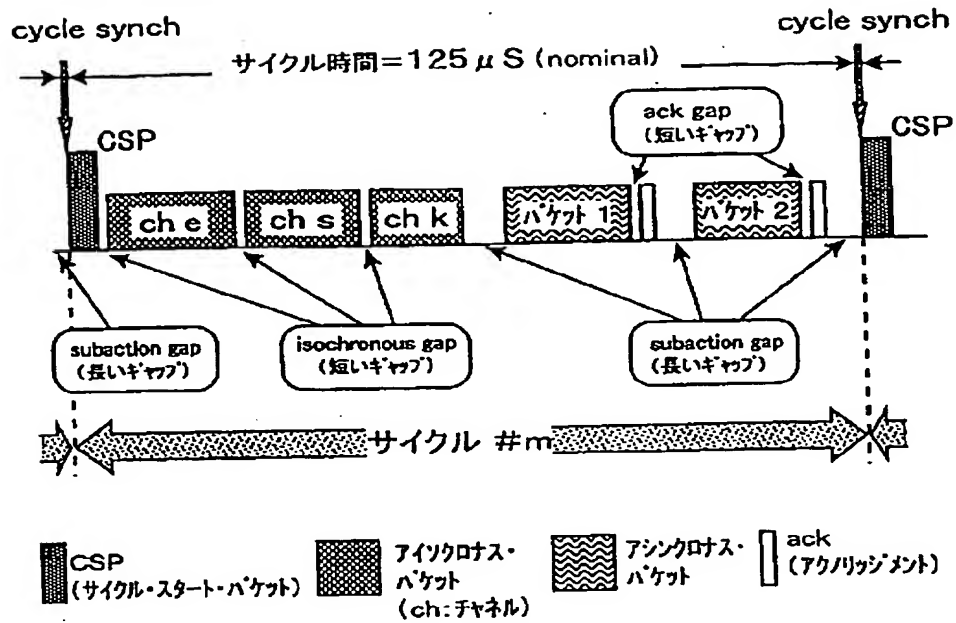 cycle synch
cycle synch
サイクル時間=125μS (nominal)
CSP
ack gap
(短いギャップ)
CSP
ch e
ch s
ch k
パケット 1
パケット 2
subaction gap
(長いギャップ)
isochronous gap
(短いギャップ)
subaction gap
(長いギャップ)
サイクル #m
CSP
(サイクル・スタート・パケット)
アイソクロナス・
パケット
(ch:チャネル)
アシンクロナス・
パケット
ack
(アクノリッジメント)